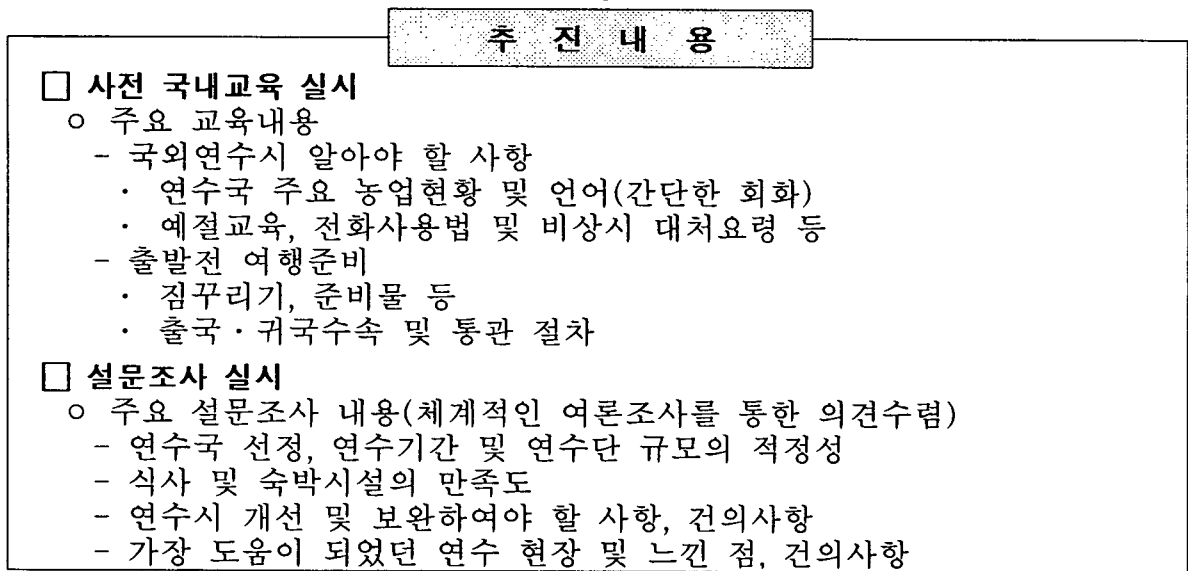 추 진 내 용
□ 사전 국내교육 실시
ㅇ 주요 교육내용
- 국외연수시 알아야 할 사항
· 연수국 주요 농업현황 및 언어(간단한 회화)
· 예절교육, 전화사용법 및 비상시 대처요령 등
- 출발전 여행준비
· 짐꾸리기, 준비물 등
· 출국·귀국수속 및 통관 절차
□ 설문조사 실시
ㅇ 주요 설문조사 내용(체계적인 여론조사를 통한 의견수렴)
- 연수국 선정, 연수기간 및 연수단 규모의 적정성
- 식사 및 숙박시설의 만족도
- 연수시 개선 및 보완하여야 할 사항, 건의사항
- 가장 도움이 되었던 연수 현장 및 느낀 점, 건의사항